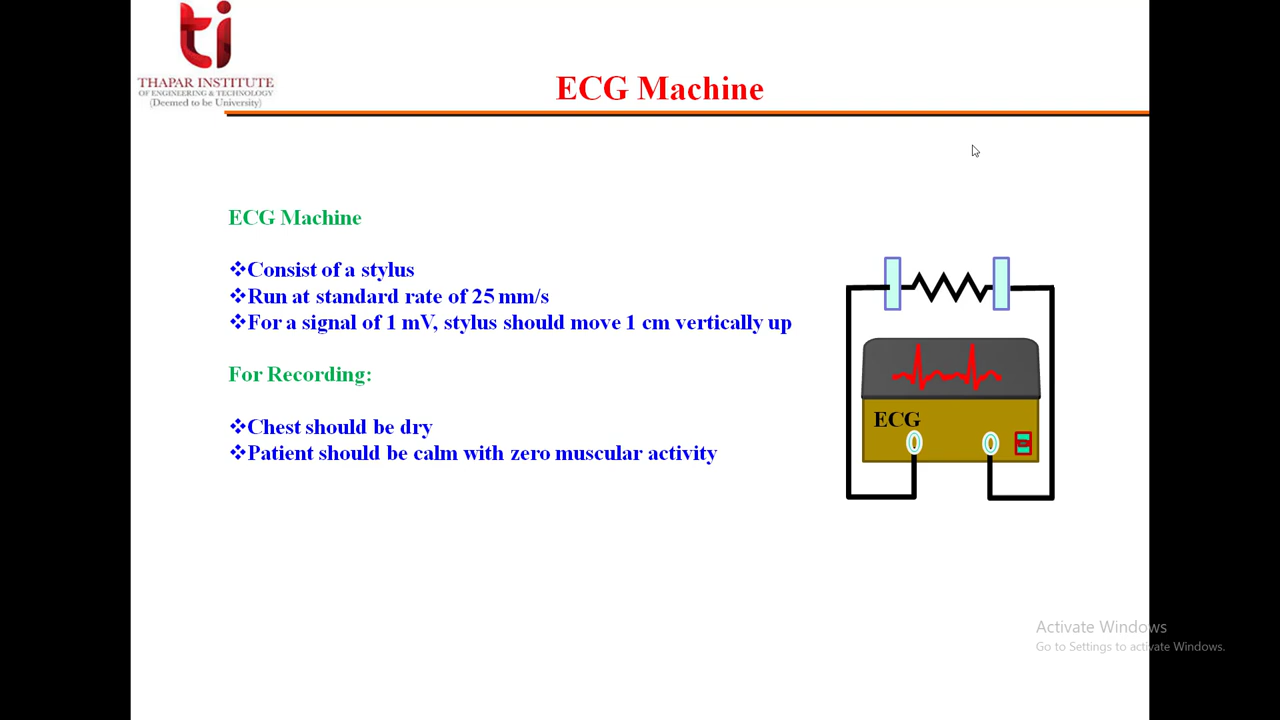 ti
THAPAR INSTITUTE
OF ENGINEERING & TECHNOLOGY
(Deemed to be University)
ECG Machine
ECG Machine
❖Consist of a stylus
❖Run at standard rate of 25 mm/s
❖For a signal of 1 mV, stylus should move 1 cm vertically up
For Recording:
❖Chest should be dry
❖Patient should be calm with zero muscular activity
ECG
Activate Windows
Go to Settings to activate Windows.